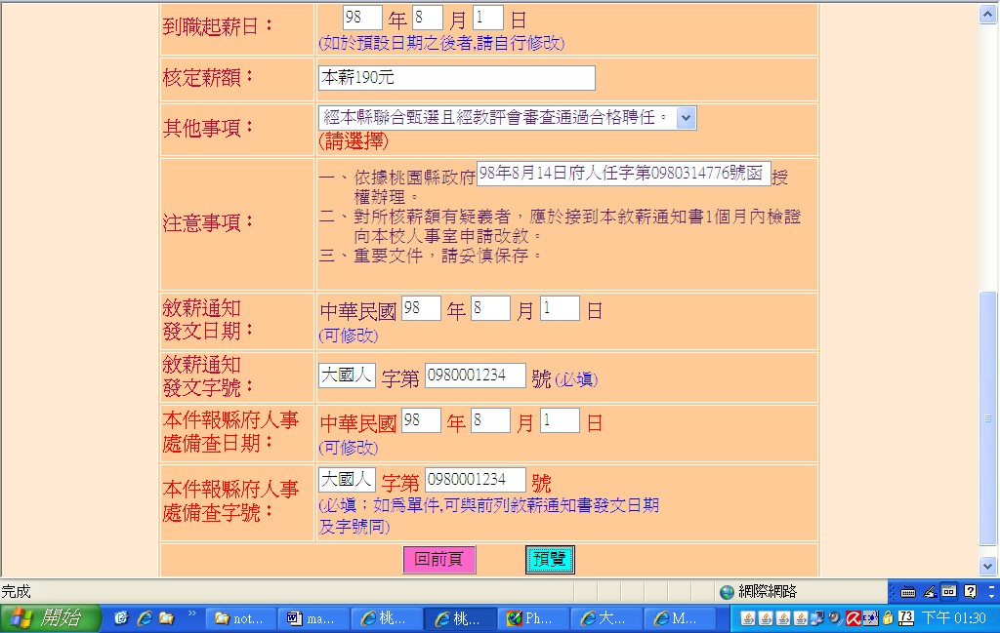 到職起薪日：
98 年 8 月 1 日
(如於預設日期之後者,請自行修改)
核定薪額：
本薪190元
其他事項：
經本縣聯合甄選且經教評會審查通過合格聘任。
(請選擇)
注意事項：
一、依據桃園縣政府 98年8月14日府人任字第0980314776號函 授
權辦理。
二、對所核薪額有疑義者，應於接到本敘薪通知書1個月內檢證
向本校人事室申請改敘。
三、重要文件，請妥慎保存。
敘薪通知
發文日期：
中華民國 98 年 8 月 1 日
(可修改)
敘薪通知
發文字號：
大國人 字第 0980001234 號 (必填)
本件報縣府人事
處備查日期：
中華民國 98 年 8 月 1 日
(可修改)
本件報縣府人事
處備查字號：
大國人 字第 0980001234 號
(必填；如為單件,可與前列敘薪通知書發文日期
及字號同)
回前頁 預覽
完成 網際網路
開始 » not... ma... 桃... 桃... Ph... 大... M... 73 下午 01:30